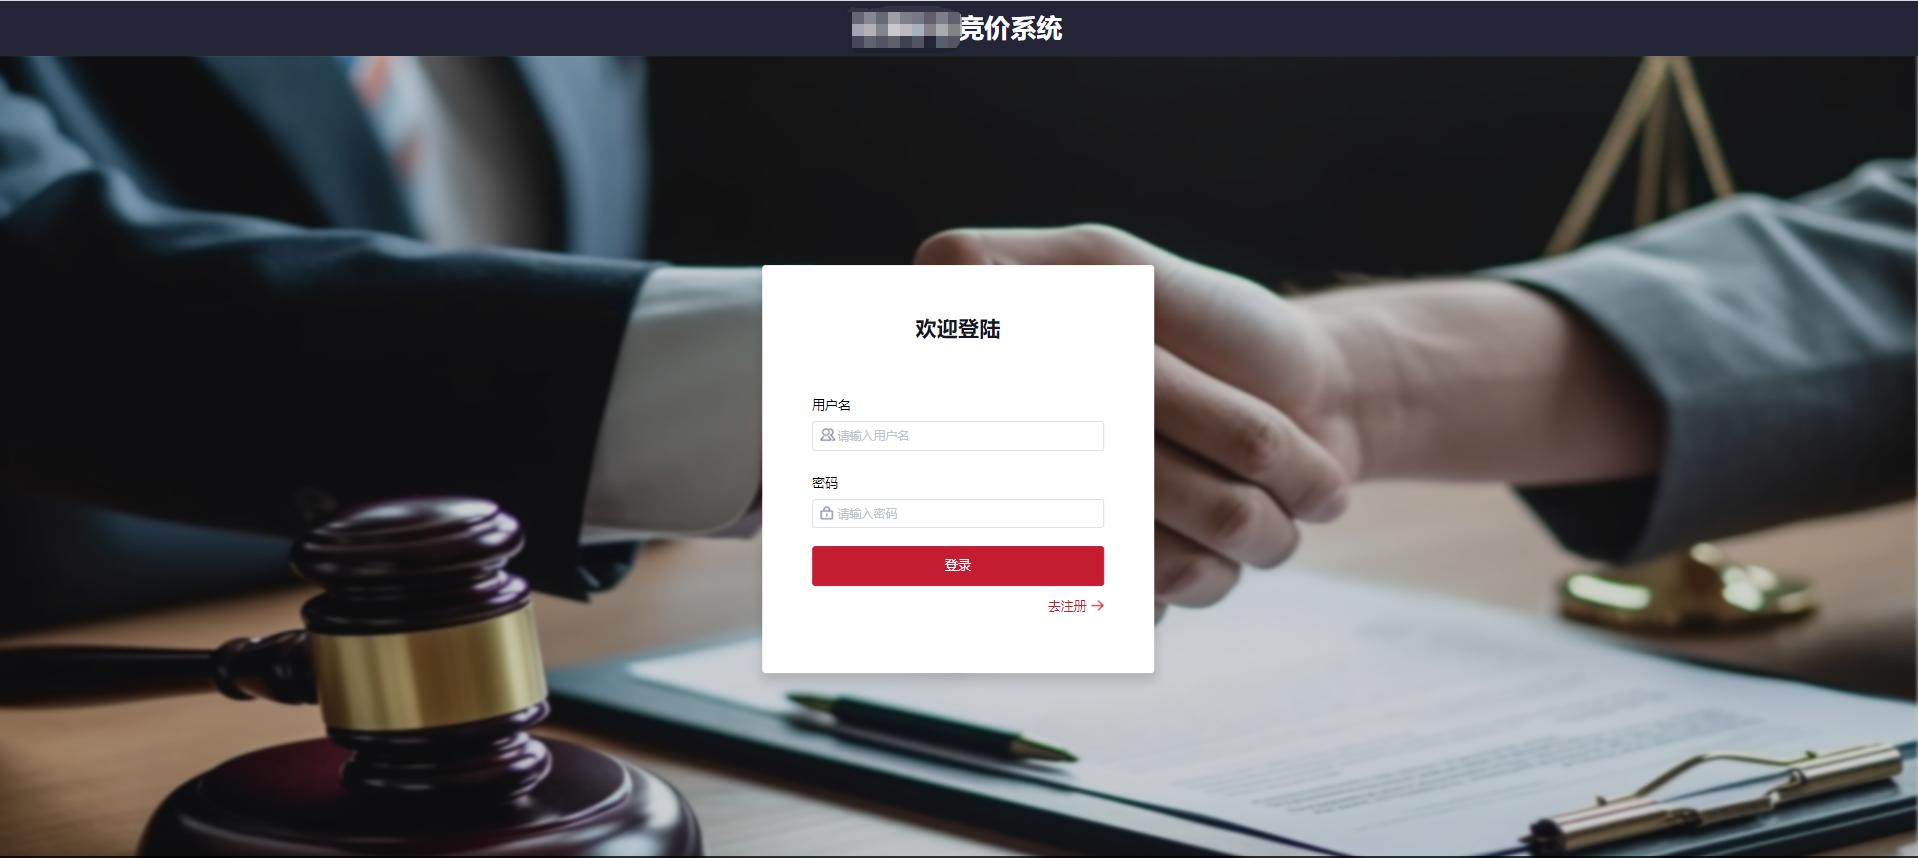 竞价系统
欢迎登陆
用户名
请输入用户名
密码
请输入密码
登录
去注册 →